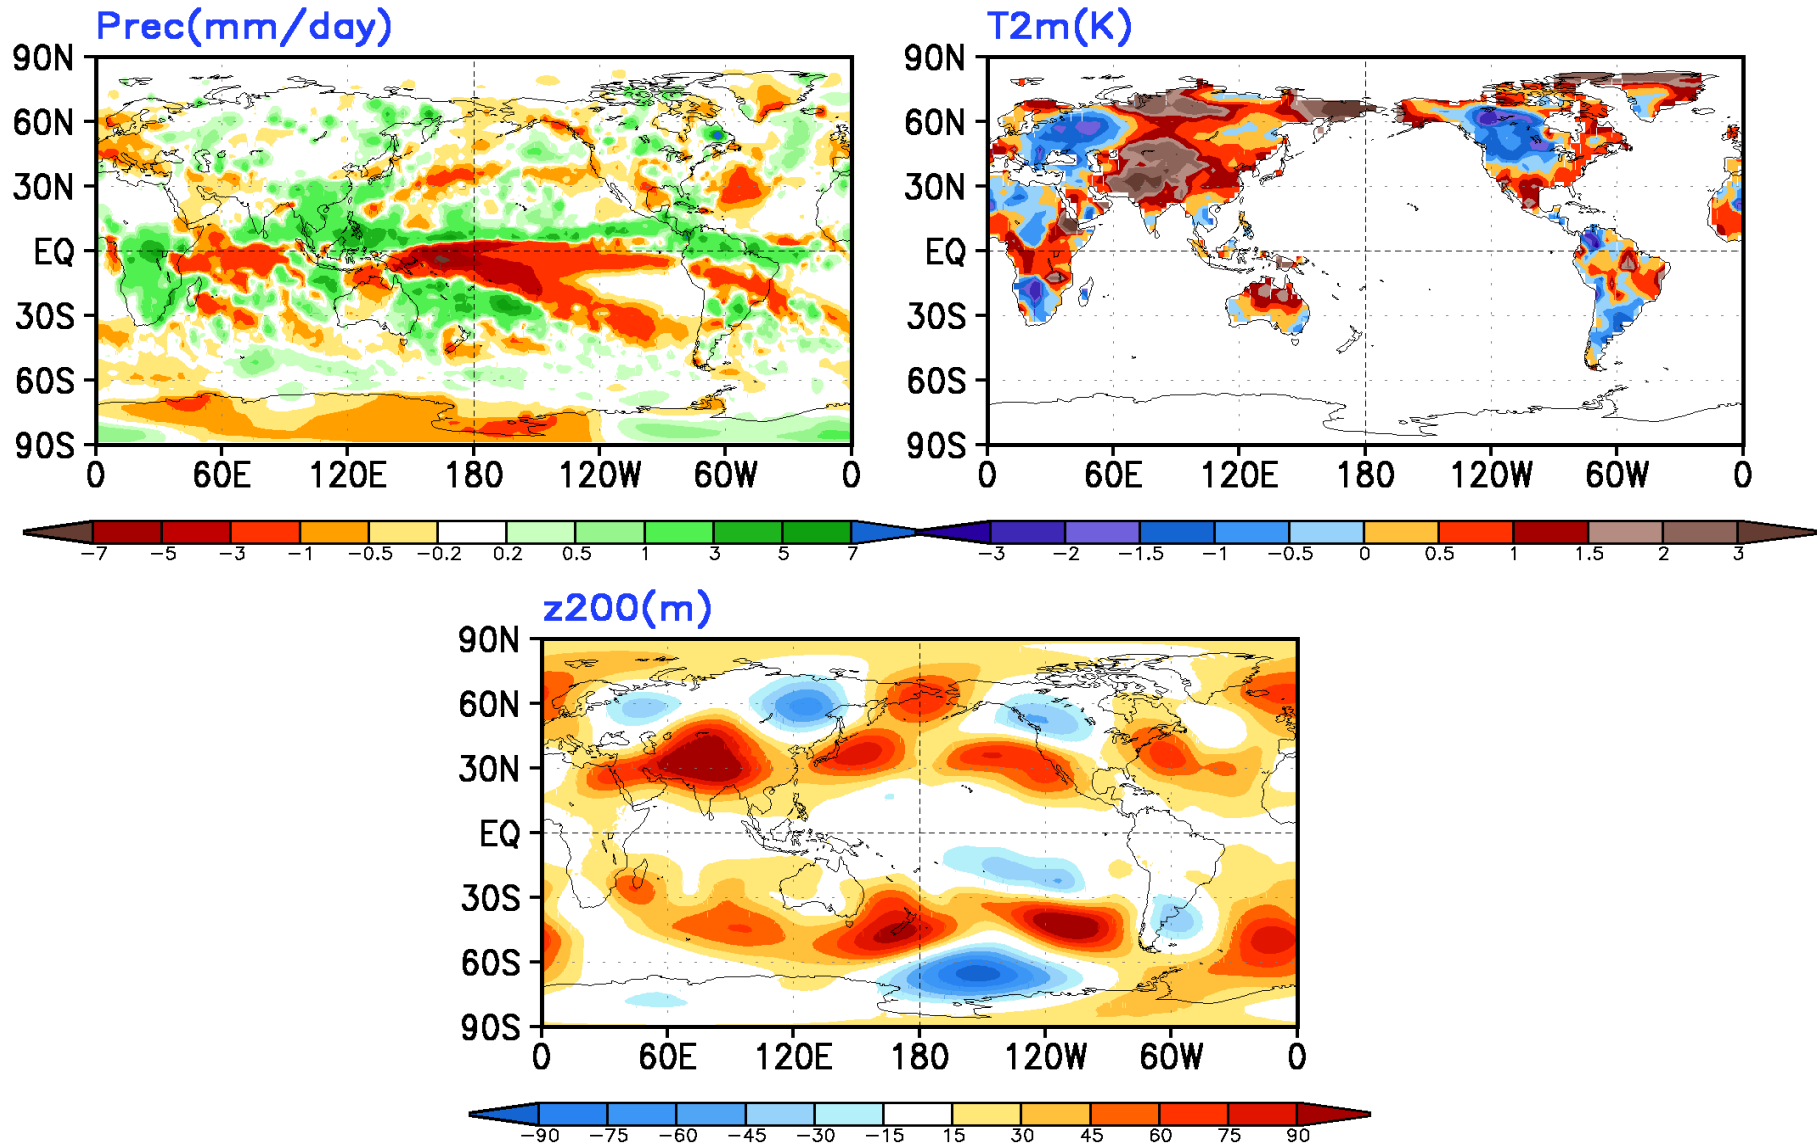 Prec(mm/day)
90N
60N
30N
EQ
30S
60S
90S
0 60E 120E 180 120W 60W 0
-7 -5 -3 -1 -0.5 -0.2 0.2 0.5 1 3 5 7
T2m(K)
90N
60N
30N
EQ
30S
60S
90S
0 60E 120E 180 120W 60W 0
-3 -2 -1.5 -1 -0.5 0 0.5 1 1.5 2 3
z200(m)
90N
60N
30N
EQ
30S
60S
90S
0 60E 120E 180 120W 60W 0
-90 -75 -60 -45 -30 -15 15 30 45 60 75 90